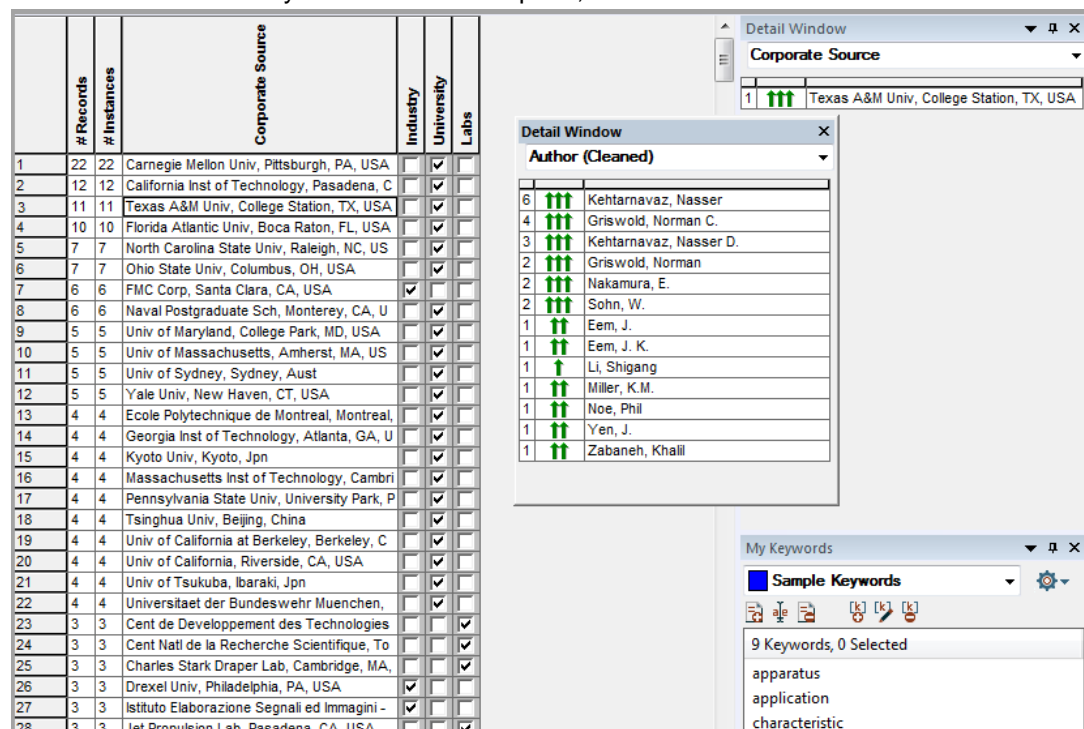 # Records # Instances Corporate Source Industry University Labs
1 22 22 Carnegie Mellon Univ, Pittsburgh, PA, USA
2 12 12 California Inst of Technology, Pasadena, C
3 11 11 Texas A&M Univ, College Station, TX, USA
4 10 10 Florida Atlantic Univ, Boca Raton, FL, USA
5 7 7 North Carolina State Univ, Raleigh, NC, US
6 7 7 Ohio State Univ, Columbus, OH, USA
7 6 6 FMC Corp, Santa Clara, CA, USA
8 6 6 Naval Postgraduate Sch, Monterey, CA, U
9 5 5 Univ of Maryland, College Park, MD, USA
10 5 5 Univ of Massachusetts, Amherst, MA, US
11 5 5 Univ of Sydney, Sydney, Aust
12 5 5 Yale Univ, New Haven, CT, USA
13 4 4 Ecole Polytechnique de Montreal, Montreal,
14 4 4 Georgia Inst of Technology, Atlanta, GA, U
15 4 4 Kyoto Univ, Kyoto, Jpn
16 4 4 Massachusetts Inst of Technology, Cambri
17 4 4 Pennsylvania State Univ, University Park, P
18 4 4 Tsinghua Univ, Beijing, China
19 4 4 Univ of California at Berkeley, Berkeley, C
20 4 4 Univ of California, Riverside, CA, USA
21 4 4 Univ of Tsukuba, Ibaraki, Jpn
22 4 4 Universitaet der Bundeswehr Muenchen,
23 3 3 Cent de Developpement des Technologies
24 3 3 Cent Natl de la Recherche Scientifique, To
25 3 3 Charles Stark Draper Lab, Cambridge, MA,
26 3 3 Drexel Univ, Philadelphia, PA, USA
27 3 3 Istituto Elaborazione Segnali ed Immagini -
28 3 3 Jet Propulsion Lab, Pasadena, CA, USA
Detail Window
Author (Cleaned)
6 Kehtarnavaz, Nasser
4 Griswold, Norman C.
3 Kehtarnavaz, Nasser D.
2 Griswold, Norman
2 Nakamura, E.
2 Sohn, W.
1 Eem, J.
1 Eem, J. K.
1 Li, Shigang
1 Miller, K.M.
1 Noe, Phil
1 Yen, J.
1 Zabaneh, Khalil
Detail Window
Corporate Source
1 Texas A&M Univ, College Station, TX, USA
My Keywords
Sample Keywords
9 Keywords, 0 Selected
apparatus
application
characteristic